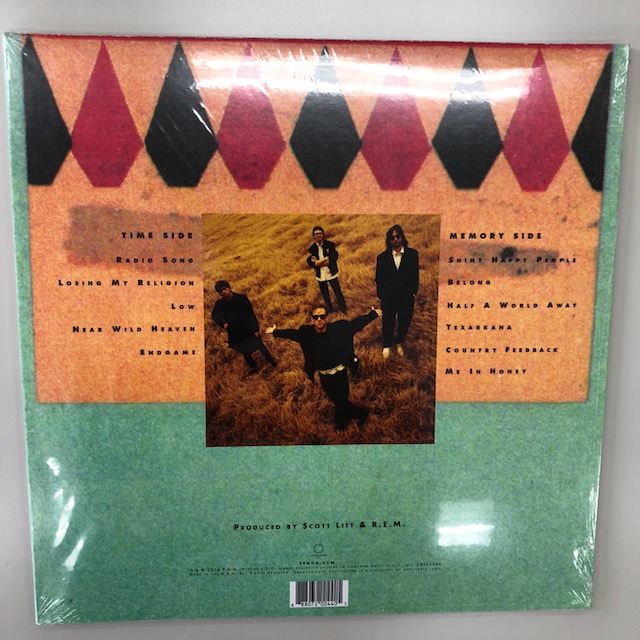 TIME SIDE
RADIO SONG
LOSING MY RELIGION
LOW
NEAR WILD HEAVEN
ENDGAME
MEMORY SIDE
SHINY HAPPY PEOPLE
BELONG
HALF A WORLD AWAY
TEXARKANA
COUNTRY FEEDBACK
ME IN HONEY
PRODUCED BY SCOTT LITT & R.E.M.
REMHQ.COM